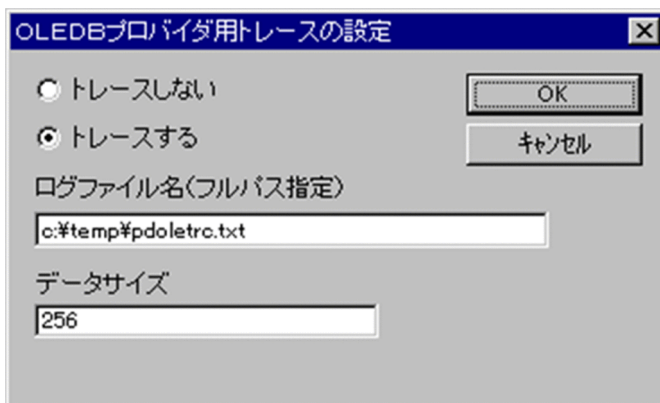 OLEDBプロバイダ用トレースの設定
トレースしない
OK
トレースする
キャンセル
ログファイル名(フルパス指定)
c:¥temp¥pdoletrc.txt
データサイズ
256